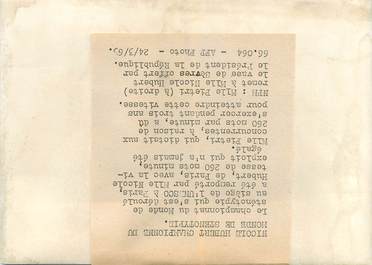 NICOLE HUBERT CHAMPIONNE DU
MONDE DE STENOTYPIE.
Le championnat du Monde de
sténotypie qui s'est déroulé
au siège de l'UNESCO à Paris,
a été remporté par Mlle Nicole
Hubert, de Paris, avec la vi-
tesse de 260 mots minute,
exploit qui n'a jamais été
égalé.
Mlle Pietri, qui dictait aux
concurrentes, à raison de
260 mots par minute, a dû
s'exercer pendant trois ans
pour atteindre cette vitesse.
NPM : Mlle Pietri (à droite)
remet à Mlle Nicole Hubert
le vase de Sèvres offert par
le Président de la République.
66.064 - AFP Photo - 24/3/65.